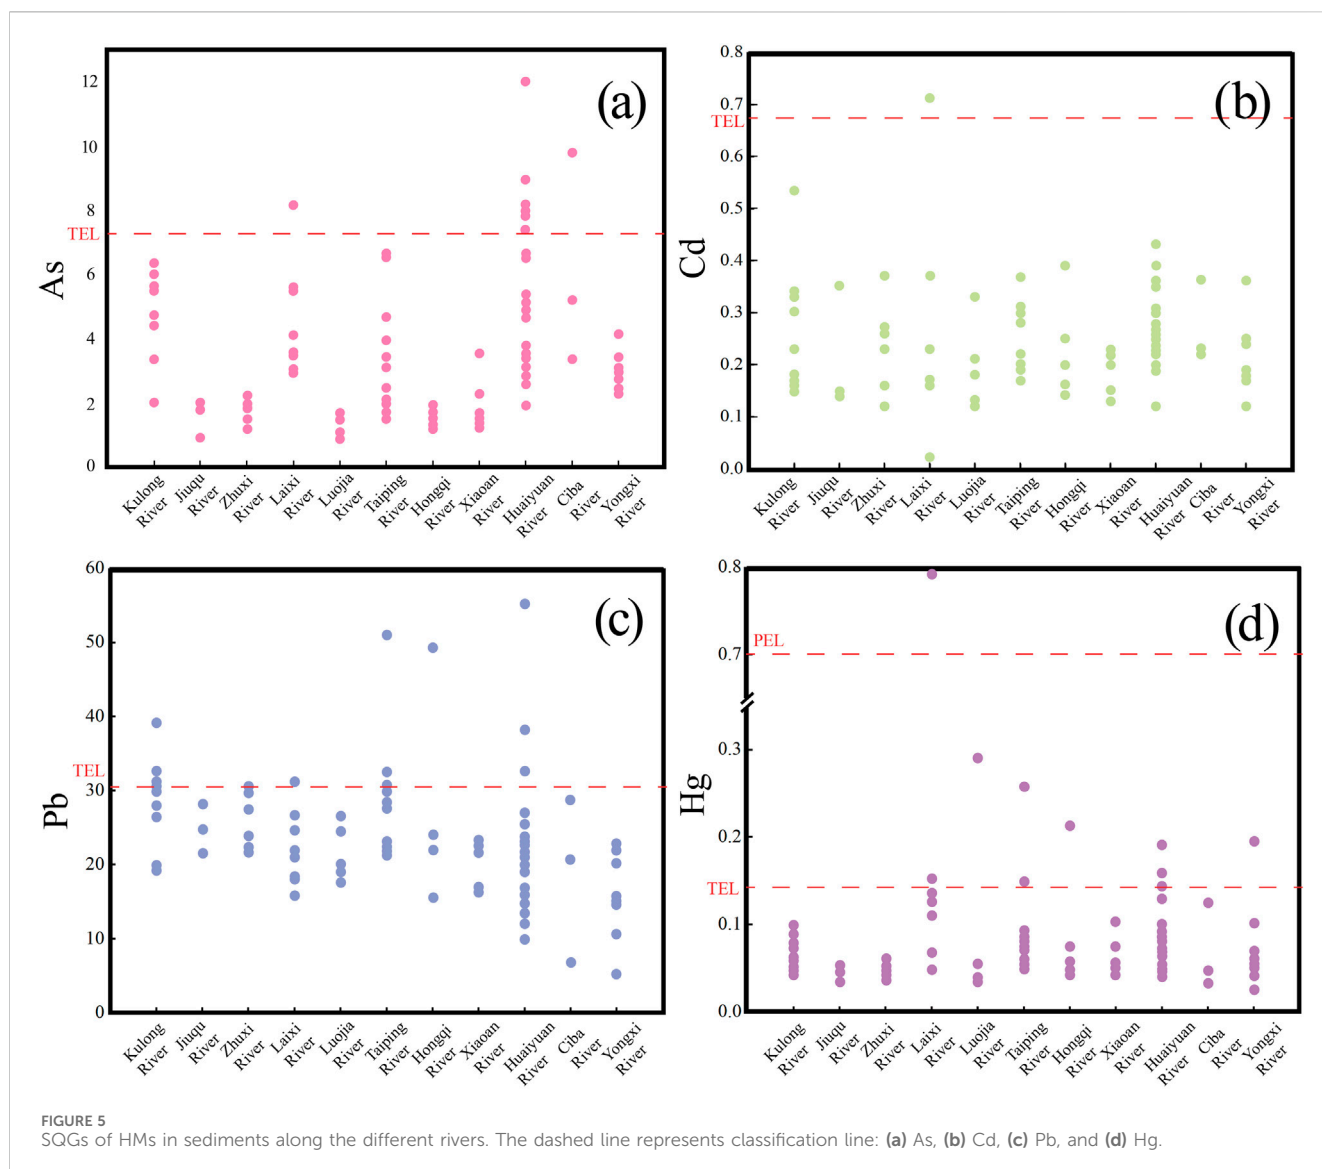 (a)
As
12
10
8
TEL
6
4
2
0
Kulong River
Jiuqu River
Zhuxi River
Laixi River
Luojia River
Taiping River
Hongqi River
Xiaoan River
Huaiyuan River
Ciba River
Yongxi River
(b)
Cd
0.8
0.7
TEL
0.6
0.5
0.4
0.3
0.2
0.1
0.0
Kulong River
Jiuqu River
Zhuxi River
Laixi River
Luojia River
Taiping River
Hongqi River
Xiaoan River
Huaiyuan River
Ciba River
Yongxi River
(c)
Pb
60
50
40
TEL
30
20
10
0
Kulong River
Jiuqu River
Zhuxi River
Laixi River
Luojia River
Taiping River
Hongqi River
Xiaoan River
Huaiyuan River
Ciba River
Yongxi River
(d)
Hg
0.8
PEL
0.7
0.3
0.2
TEL
0.1
0.0
Kulong River
Jiuqu River
Zhuxi River
Laixi River
Luojia River
Taiping River
Hongqi River
Xiaoan River
Huaiyuan River
Ciba River
Yongxi River
FIGURE 5
SQGs of HMs in sediments along the different rivers. The dashed line represents classification line: (a) As, (b) Cd, (c) Pb, and (d) Hg.